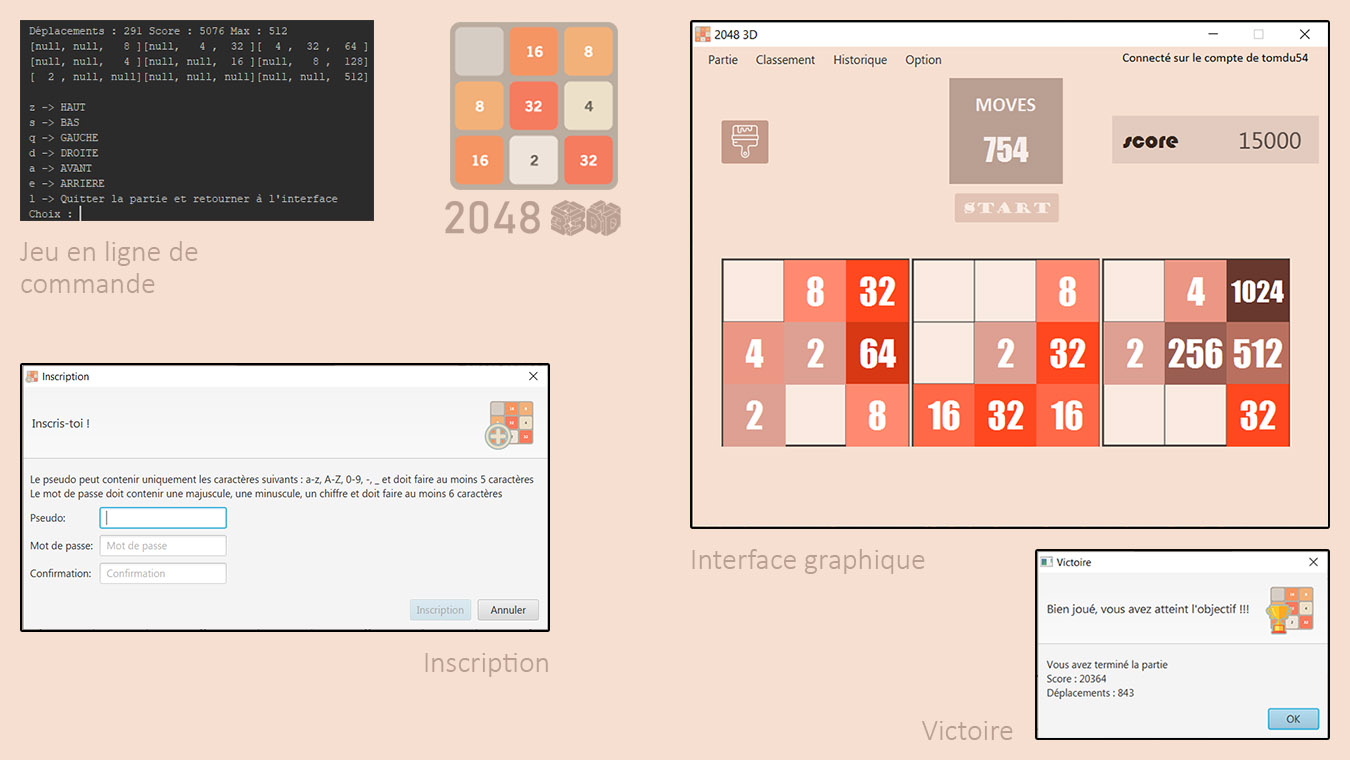 Déplacements : 291 Score : 5076 Max : 512
[null, null,   8 ][null,   4 ,  32 ][  4 ,  32 ,  64 ]
[null, null,   4 ][null, null,  16 ][null,   8 ,  128]
[  2 , null, null][null, null, null][null, null,  512]
z -> HAUT
s -> BAS
q -> GAUCHE
d -> DROITE
a -> AVANT
e -> ARRIERE
l -> Quitter la partie et retourner à l'interface
Choix :
Jeu en ligne de
commande
16 8
8 32 4
16 2 32
2048
2048 3D
Partie Classement Historique Option
Connecté sur le compte de tomdu54
MOVES
754
score 15000
START
8 32 8 4 1024
4 2 64 2 32 2 256 512
2 8 16 32 16 32
Interface graphique
Inscription
Inscris-toi !
Le pseudo peut contenir uniquement les caractères suivants : a-z, A-Z, 0-9, -, _ et doit faire au moins 5 caractères
Le mot de passe doit contenir une majuscule, une minuscule, un chiffre et doit faire au moins 6 caractères
Pseudo:
Mot de passe: Mot de passe
Confirmation: Confirmation
Inscription Annuler
Inscription
Victoire
Bien joué, vous avez atteint l'objectif !!!
Vous avez terminé la partie
Score : 20364
Déplacements : 843
OK
Victoire